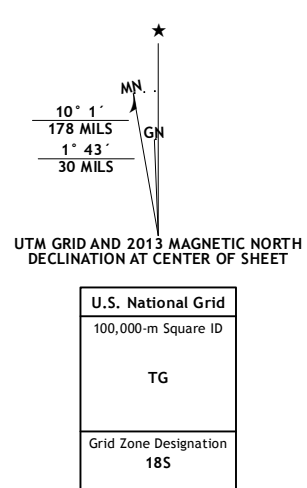 ★
MN
10° 1´
178 MILS
GN
1° 43´
30 MILS
UTM GRID AND 2013 MAGNETIC NORTH
DECLINATION AT CENTER OF SHEET
U.S. National Grid
100,000-m Square ID
TG
Grid Zone Designation
18S